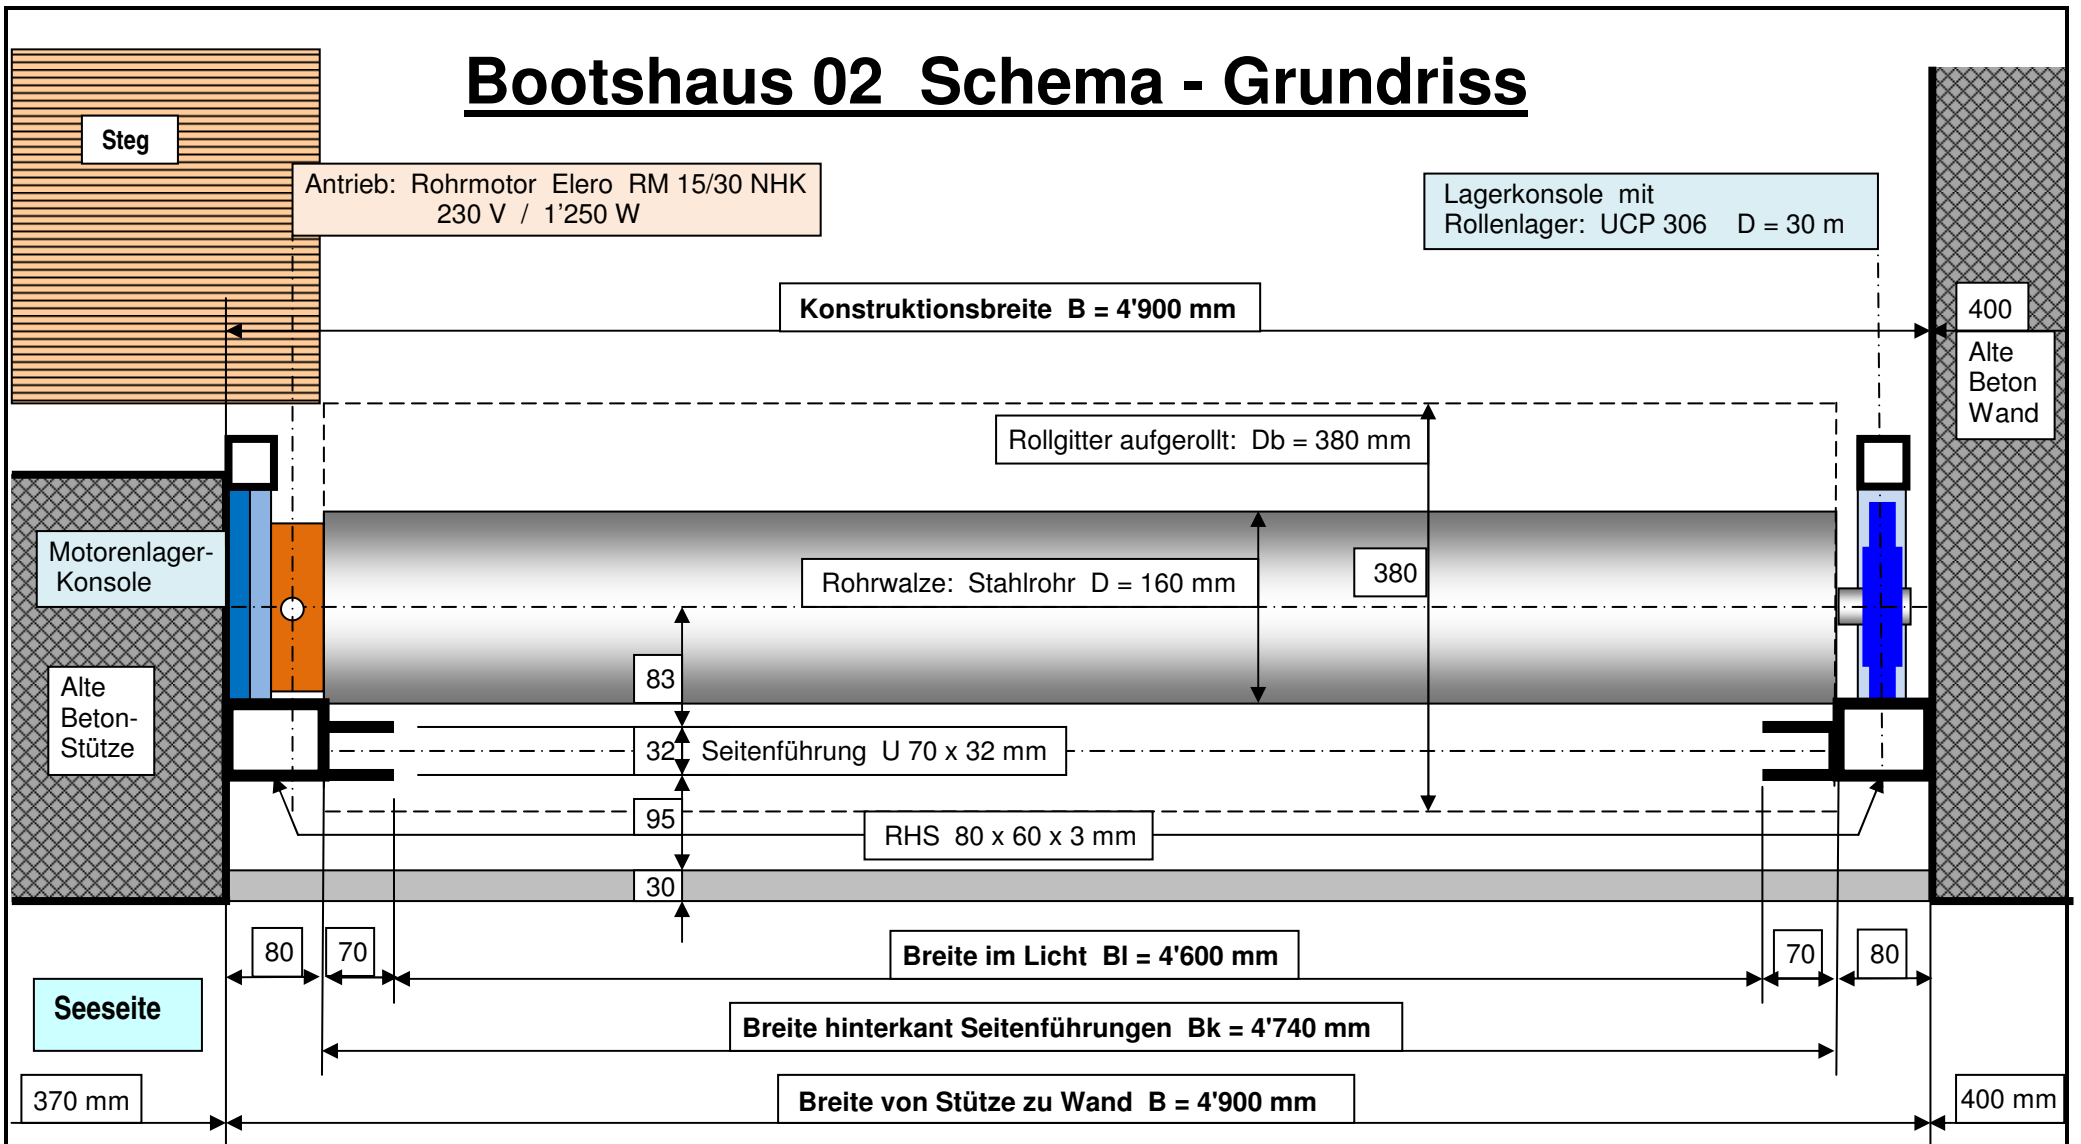 Bootshaus 02 Schema - Grundriss
Steg
Antrieb: Rohrmotor Elero RM 15/30 NHK
230 V / 1’250 W
Lagerkonsole mit
Rollenlager: UCP 306 D = 30 m
Konstruktionsbreite B = 4'900 mm
400
Alte
Beton
Wand
Rollgitter aufgerollt: Db = 380 mm
Motorenlager-
Konsole
Rohrwalze: Stahlrohr D = 160 mm
380
Alte
Beton-
Stütze
83
32
Seitenführung U 70 x 32 mm
95
RHS 80 x 60 x 3 mm
30
80
70
Breite im Licht Bl = 4'600 mm
70
80
Seeseite
Breite hinterkant Seitenführungen Bk = 4'740 mm
370 mm
Breite von Stütze zu Wand B = 4'900 mm
400 mm